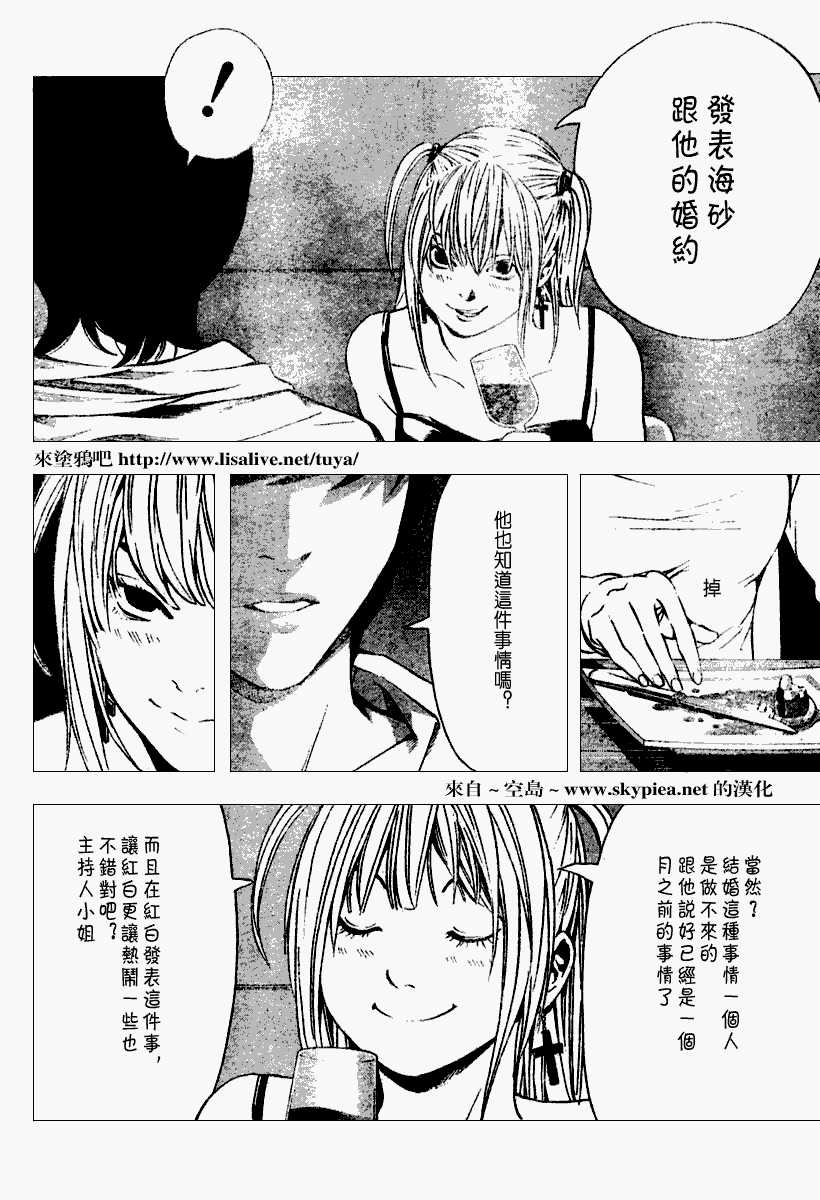 發表海砂
跟他的婚約
！
來塗鴉吧 http://www.lisalive.net/tuya/
掉
他也知道這件事情嗎？
來自～空島～www.skypiea.net 的漢化
當然？
結婚這種事情一個人
是做不來的
跟他說好已經是一個
月之前的事情了
而且在紅白發表這件事，
讓紅白更讓熱鬧一些也
不錯對吧？
主持人小姐